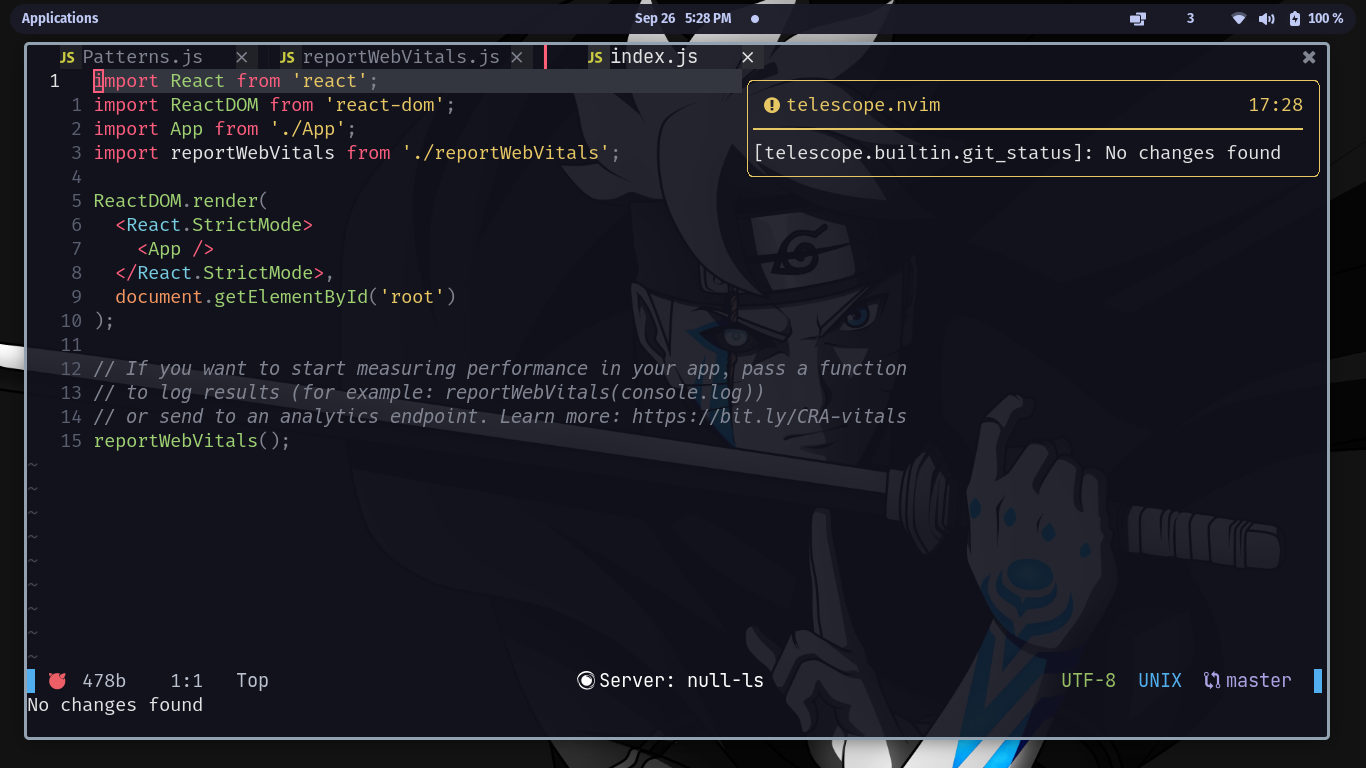 Applications
Sep 26 5:28 PM
3
100 %
JS Patterns.js ×
JS reportWebVitals.js ×
JS index.js ×
telescope.nvim 17:28
[telescope.builtin.git_status]: No changes found
1 import React from 'react';
1 import ReactDOM from 'react-dom';
2 import App from './App';
3 import reportWebVitals from './reportWebVitals';
4
5 ReactDOM.render(
6   <React.StrictMode>
7     <App />
8   </React.StrictMode>,
9   document.getElementById('root')
10 );
11
12 // If you want to start measuring performance in your app, pass a function
13 // to log results (for example: reportWebVitals(console.log))
14 // or send to an analytics endpoint. Learn more: https://bit.ly/CRA-vitals
15 reportWebVitals();
~
~
~
~
~
~
~
~
~
478b 1:1 Top Server: null-ls UTF-8 UNIX master
No changes found